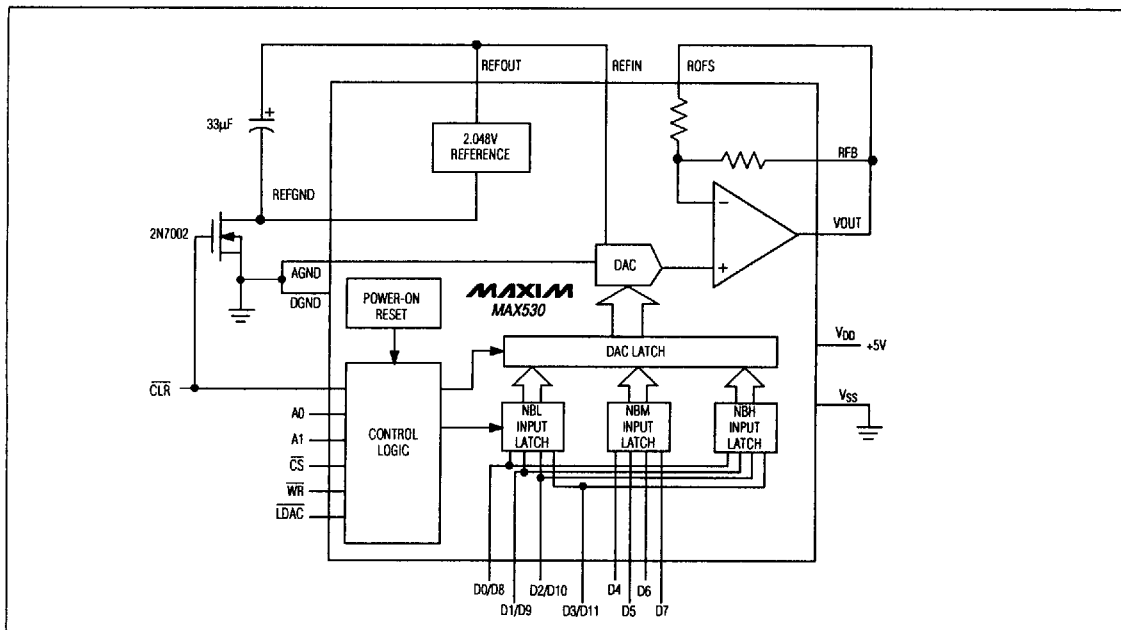 REFOUT
REFIN
ROFS
33µF
+
2.048V
REFERENCE
RFB
REFGND
−
2N7002
VOUT
AGND
DAC
+
DGND
POWER-ON
RESET
MAXIM
MAX530
VDD
+5V
DAC LATCH
CLR
VSS
A0
NBL
INPUT
LATCH
NBM
INPUT
LATCH
NBH
INPUT
LATCH
A1
CONTROL
LOGIC
CS
WR
LDAC
D0/D8
D2/D10
D4
D6
D1/D9
D3/D11
D5
D7